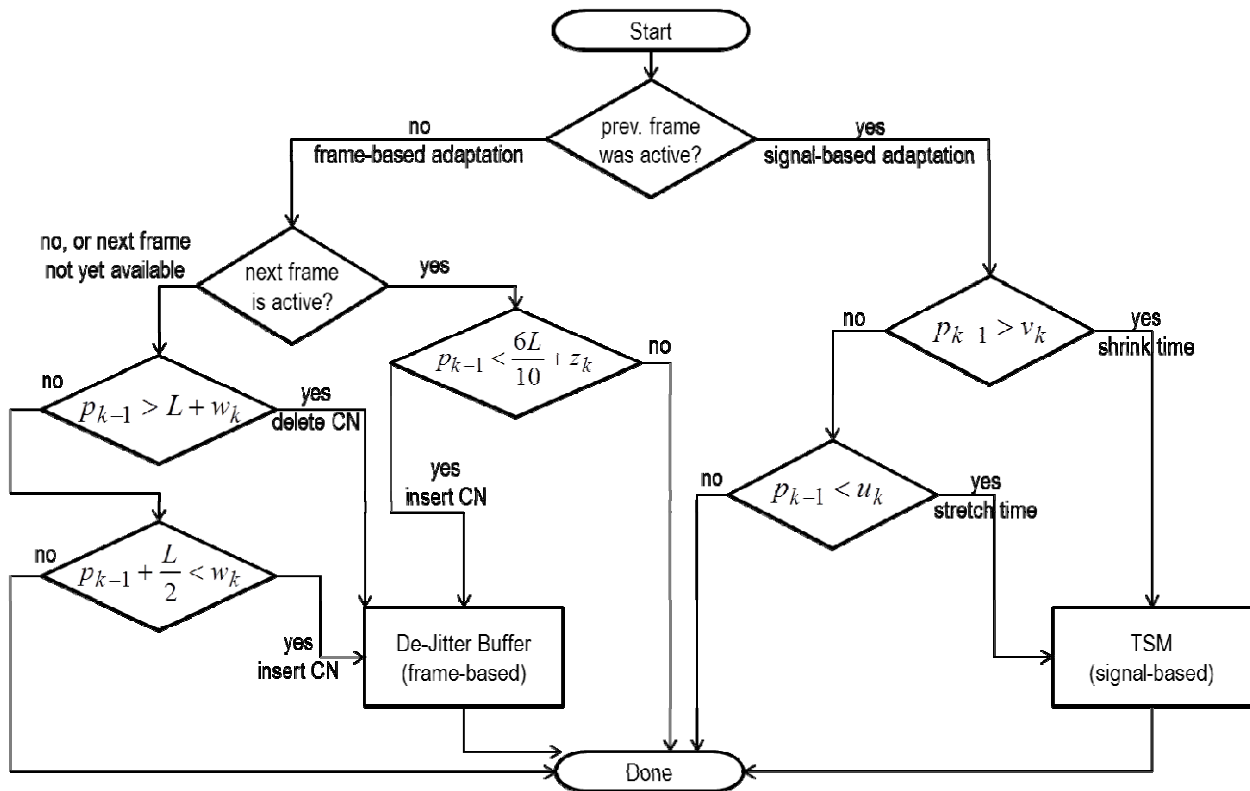 Start
prev. frame
was active?
no
frame-based adaptation
yes
signal-based adaptation
no, or next frame
not yet available
next frame
is active?
yes
p_{k-1} < 6L/10 + z_k
no
no
p_{k-1} > v_k
yes
shrink time
no
p_{k-1} > L + w_k
yes
delete CN
yes
insert CN
no
p_{k-1} < u_k
yes
stretch time
no
p_{k-1} + L/2 < w_k
yes
insert CN
De-Jitter Buffer
(frame-based)
TSM
(signal-based)
Done